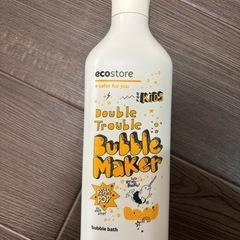 ecostore
a safer for you
KiDS
Double
Trouble
Bubble
Maker
bubble bath